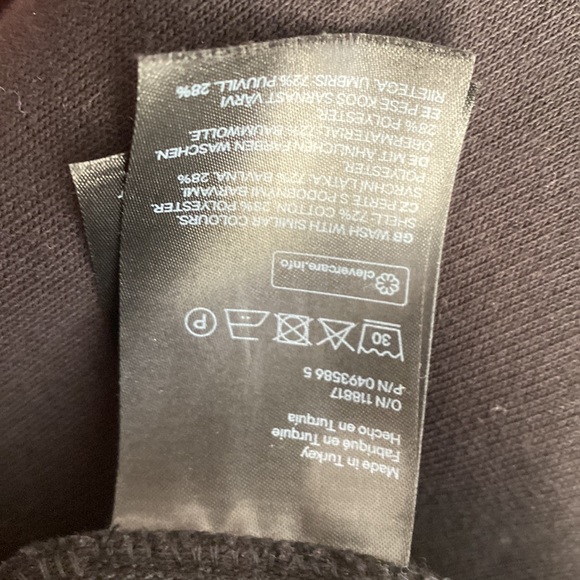 Made in Turkey
Fabriqué en Turquie
Hecho en Turquía
O/N 118817
P/N 0493586 5
30
P
clevercare.info
GB WASH WITH SIMILAR COLOURS.
SHELL: 72% COTTON. 28% POLYESTER.
CZ PERTE S PODOBNÝMI BARVAMI.
SVRCHNÍ LÁTKA: 72% BAVLNA. 28%
POLYESTER
DE MIT ÄHNLICHEN FARBEN WASCHEN.
OBERMATERIAL: 72% BAUMWOLLE.
28% POLYESTER
EE PESE KOOS SARNAST VÄRVI
RIIETEGA. ÜMBRIS: 72% PUUVILL. 28%